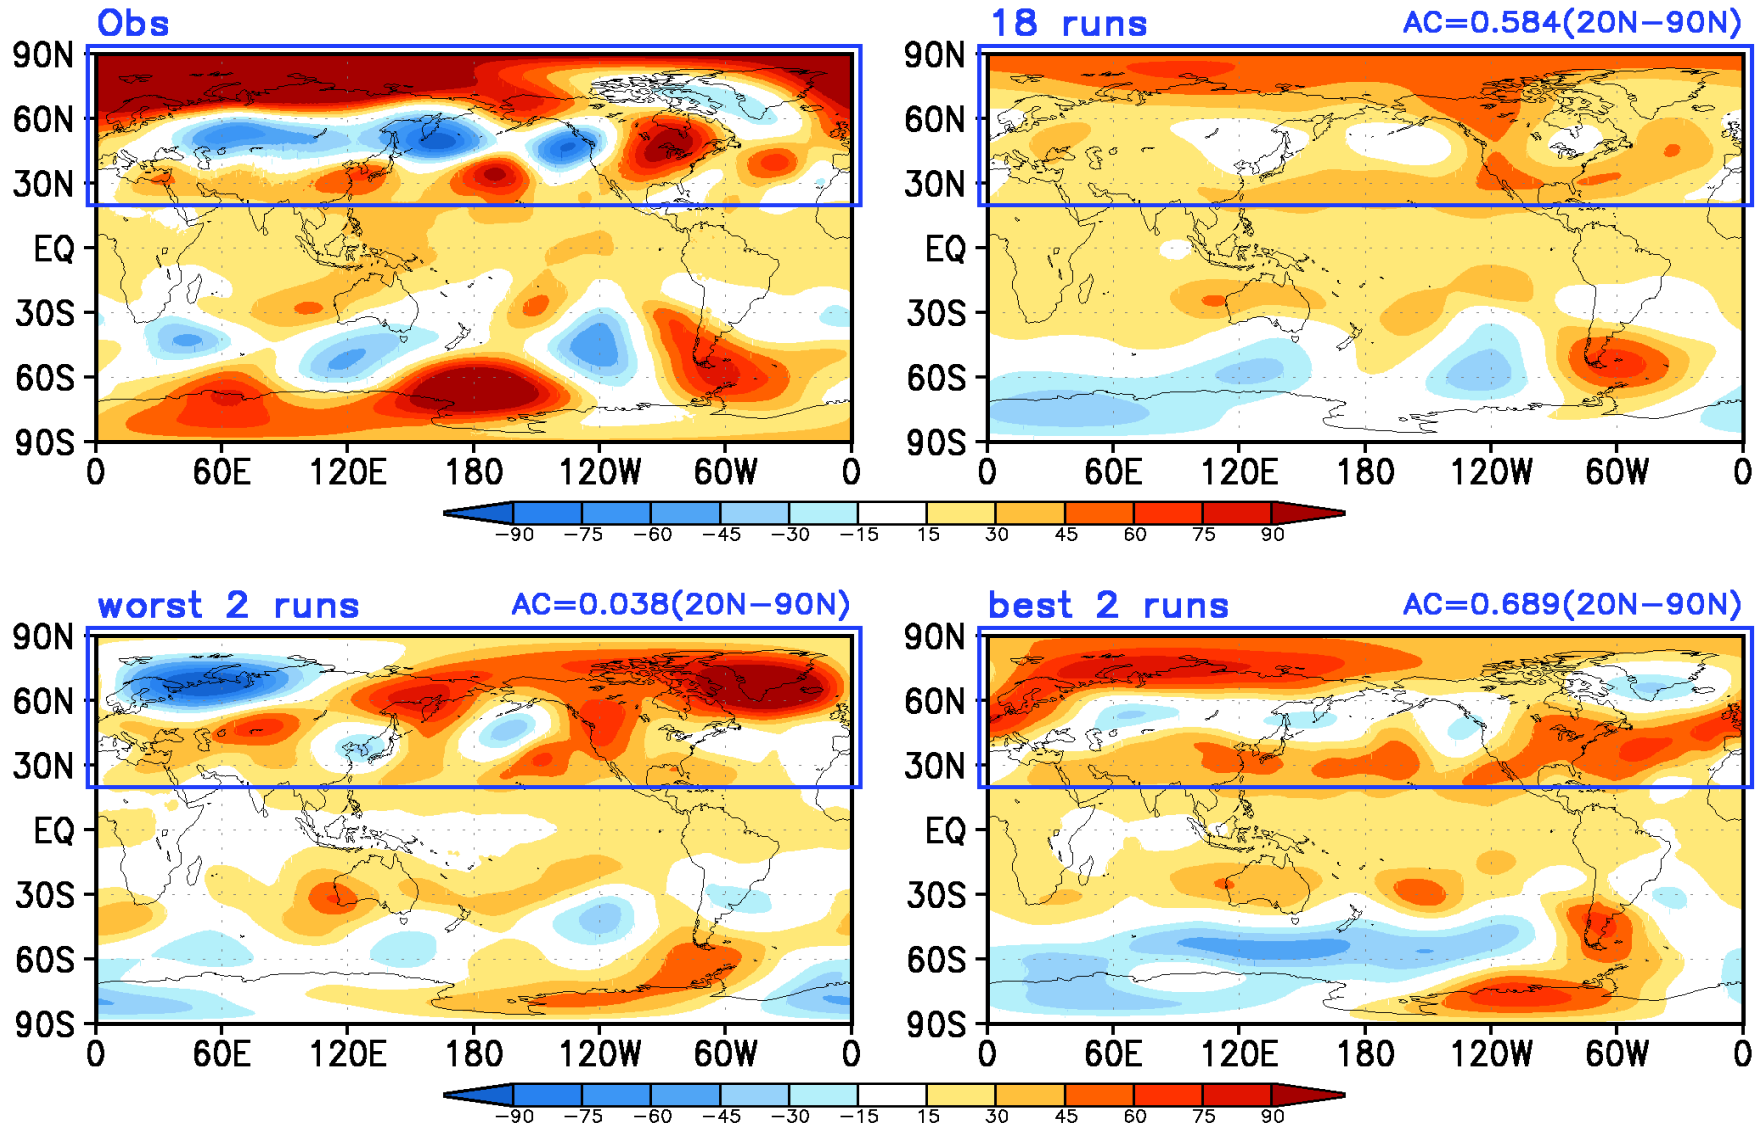 Obs
18 runs AC=0.584(20N−90N)
90N
60N
30N
EQ
30S
60S
90S
0 60E 120E 180 120W 60W 0
90N
60N
30N
EQ
30S
60S
90S
0 60E 120E 180 120W 60W 0
−90 −75 −60 −45 −30 −15 15 30 45 60 75 90
worst 2 runs AC=0.038(20N−90N)
best 2 runs AC=0.689(20N−90N)
90N
60N
30N
EQ
30S
60S
90S
0 60E 120E 180 120W 60W 0
90N
60N
30N
EQ
30S
60S
90S
0 60E 120E 180 120W 60W 0
−90 −75 −60 −45 −30 −15 15 30 45 60 75 90